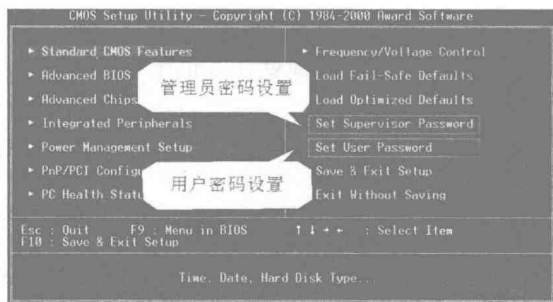 CMOS Setup Utility - Copyright (C) 1984-2000 Award Software
▸ Standard CMOS Features
▸ Advanced BIOS
▸ Advanced Chips
▸ Integrated Peripherals
▸ Power Management Setup
▸ PnP/PCI Configu
▸ PC Health Statu
▸ Frequency/Voltage Control
Load Fail-Safe Defaults
Load Optimized Defaults
Set Supervisor Password
Set User Password
Save & Exit Setup
Exit Without Saving
管理员密码设置
用户密码设置
Esc : Quit F9 : Menu in BIOS ↑ ↓ → ← : Select Item
F10 : Save & Exit Setup
Time, Date, Hard Disk Type...